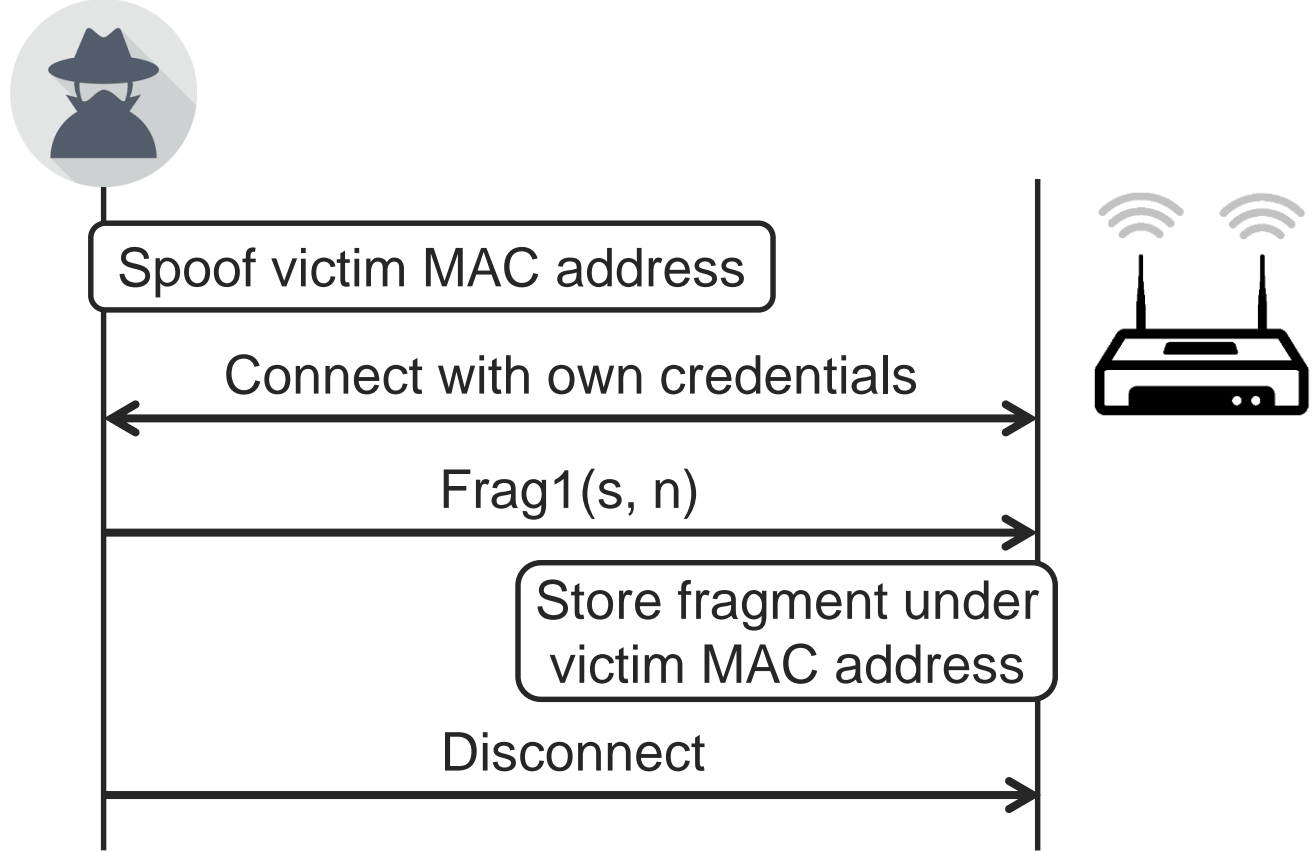 Spoof victim MAC address
Connect with own credentials
Frag1(s, n)
Store fragment under
victim MAC address
Disconnect